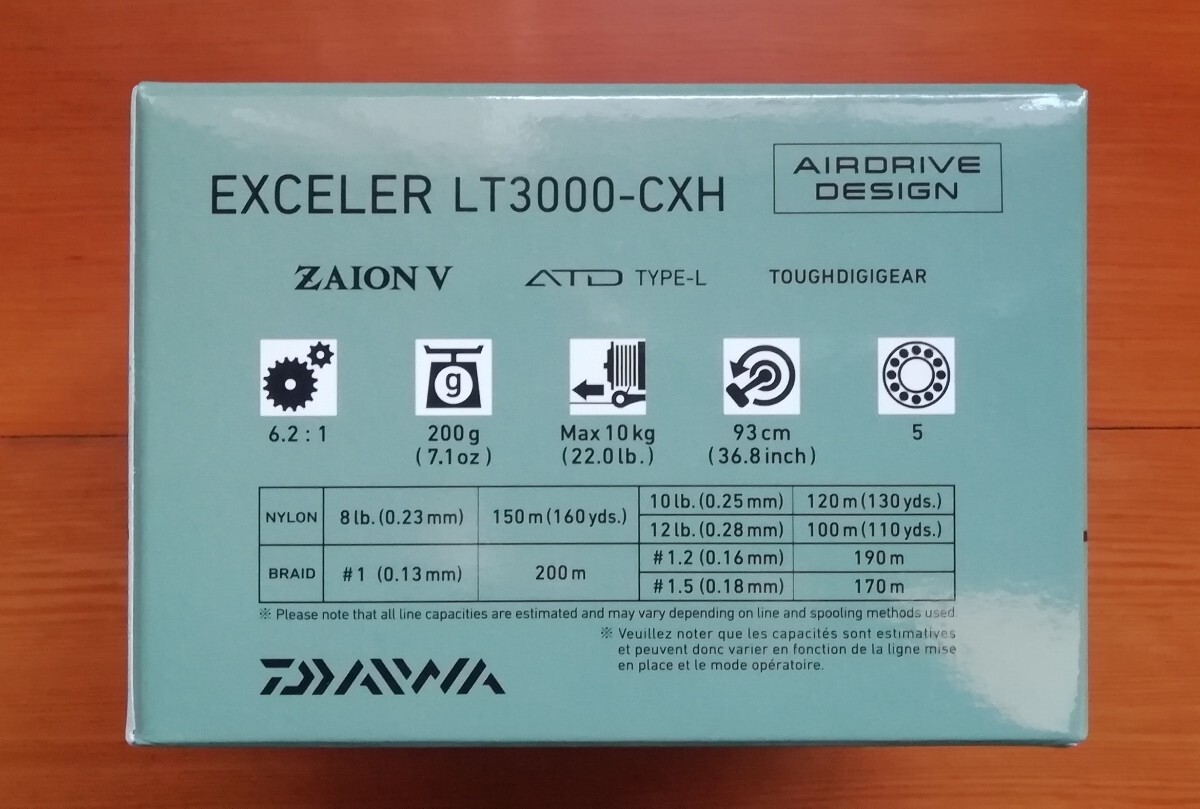 EXCELER LT3000-CXH
AIRDRIVE
DESIGN
ZAION V
ATD TYPE-L
TOUGHDIGIGEAR
g
6.2 : 1
200 g
(7.1 oz)
Max 10 kg
(22.0 lb.)
93 cm
(36.8 inch)
5
NYLON
8 lb. (0.23 mm)
150 m (160 yds.)
10 lb. (0.25 mm)
120 m (130 yds.)
12 lb. (0.28 mm)
100 m (110 yds.)
BRAID
#1 (0.13 mm)
200 m
#1.2 (0.16 mm)
190 m
#1.5 (0.18 mm)
170 m
※ Please note that all line capacities are estimated and may vary depending on line and spooling methods used.
※ Veuillez noter que les capacités sont estimatives
et peuvent donc varier en fonction de la ligne mise
en place et le mode opératoire.
DAIWA